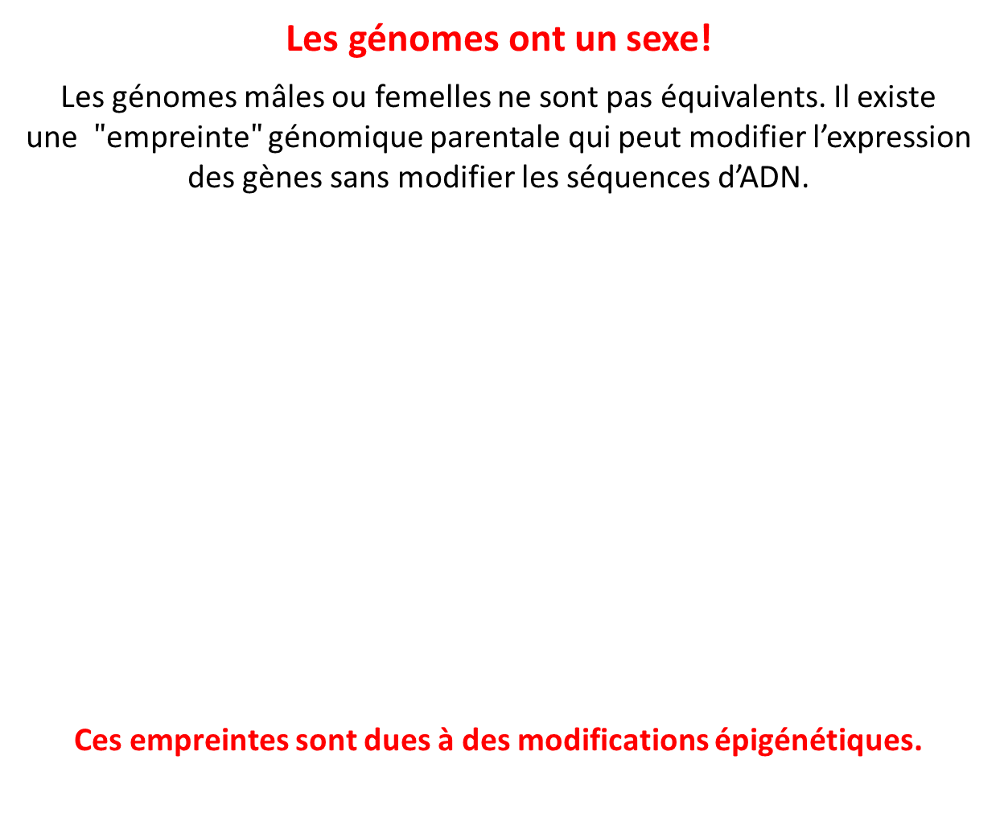 Les génomes ont un sexe!
Les génomes mâles ou femelles ne sont pas équivalents. Il existe
une  "empreinte" génomique parentale qui peut modifier l’expression
des gènes sans modifier les séquences d’ADN.
Ces empreintes sont dues à des modifications épigénétiques.